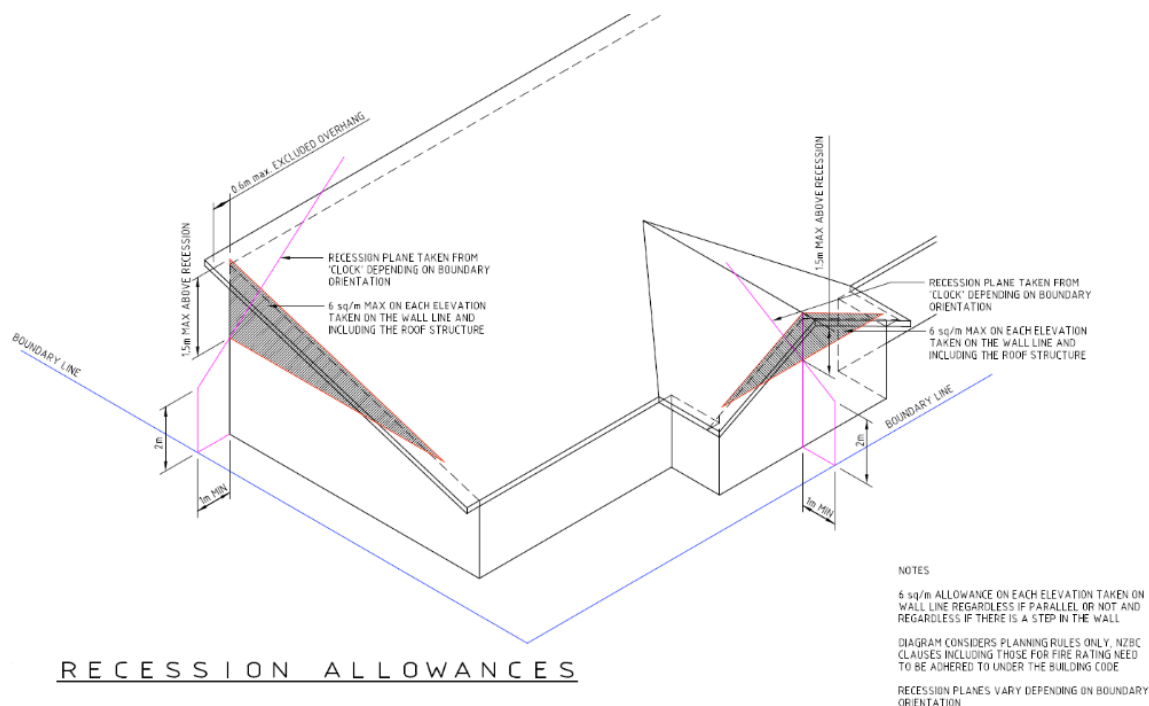 0.6m max. EXCLUDED OVERHANG
1.5m MAX ABOVE RECESSION
RECESSION PLANE TAKEN FROM
'CLOCK' DEPENDING ON BOUNDARY
ORIENTATION
6 sq/m MAX ON EACH ELEVATION
TAKEN ON THE WALL LINE AND
INCLUDING THE ROOF STRUCTURE
BOUNDARY LINE
2m
1m MIN
1.5m MAX ABOVE RECESSION
RECESSION PLANE TAKEN FROM
'CLOCK' DEPENDING ON BOUNDARY
ORIENTATION
6 sq/m MAX ON EACH ELEVATION
TAKEN ON THE WALL LINE AND
INCLUDING THE ROOF STRUCTURE
BOUNDARY LINE
2m
1m MIN
NOTES
6 sq/m ALLOWANCE ON EACH ELEVATION TAKEN ON
WALL LINE REGARDLESS IF PARALLEL OR NOT AND
REGARDLESS IF THERE IS A STEP IN THE WALL
DIAGRAM CONSIDERS PLANNING RULES ONLY, NZBC
CLAUSES INCLUDING THOSE FOR FIRE RATING NEED
TO BE ADHERED TO UNDER THE BUILDING CODE
RECESSION PLANES VARY DEPENDING ON BOUNDARY
ORIENTATION
RECESSION ALLOWANCES